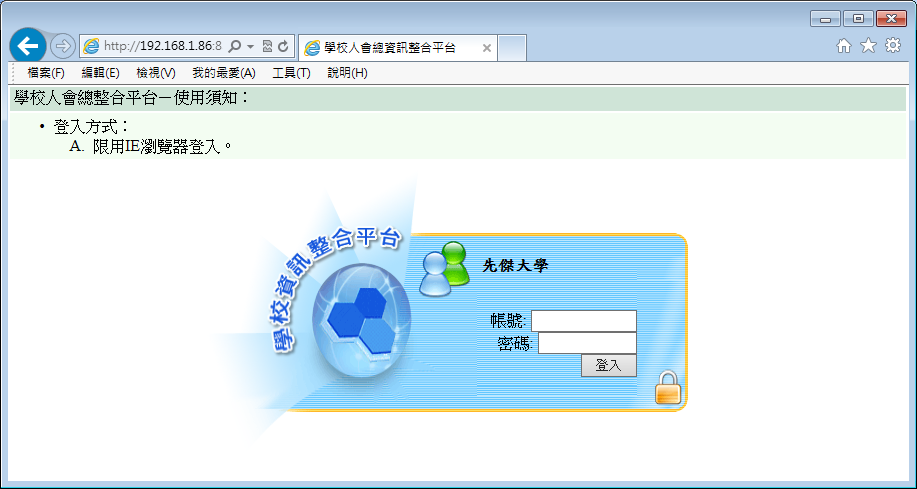 http://192.168.1.86:8
學校人會總資訊整合平台
檔案(F) 編輯(E) 檢視(V) 我的最愛(A) 工具(T) 說明(H)
學校人會總整合平台－使用須知：
• 登入方式：
A. 限用IE瀏覽器登入。
學校資訊整合平台
先傑大學
帳號:
密碼:
登入